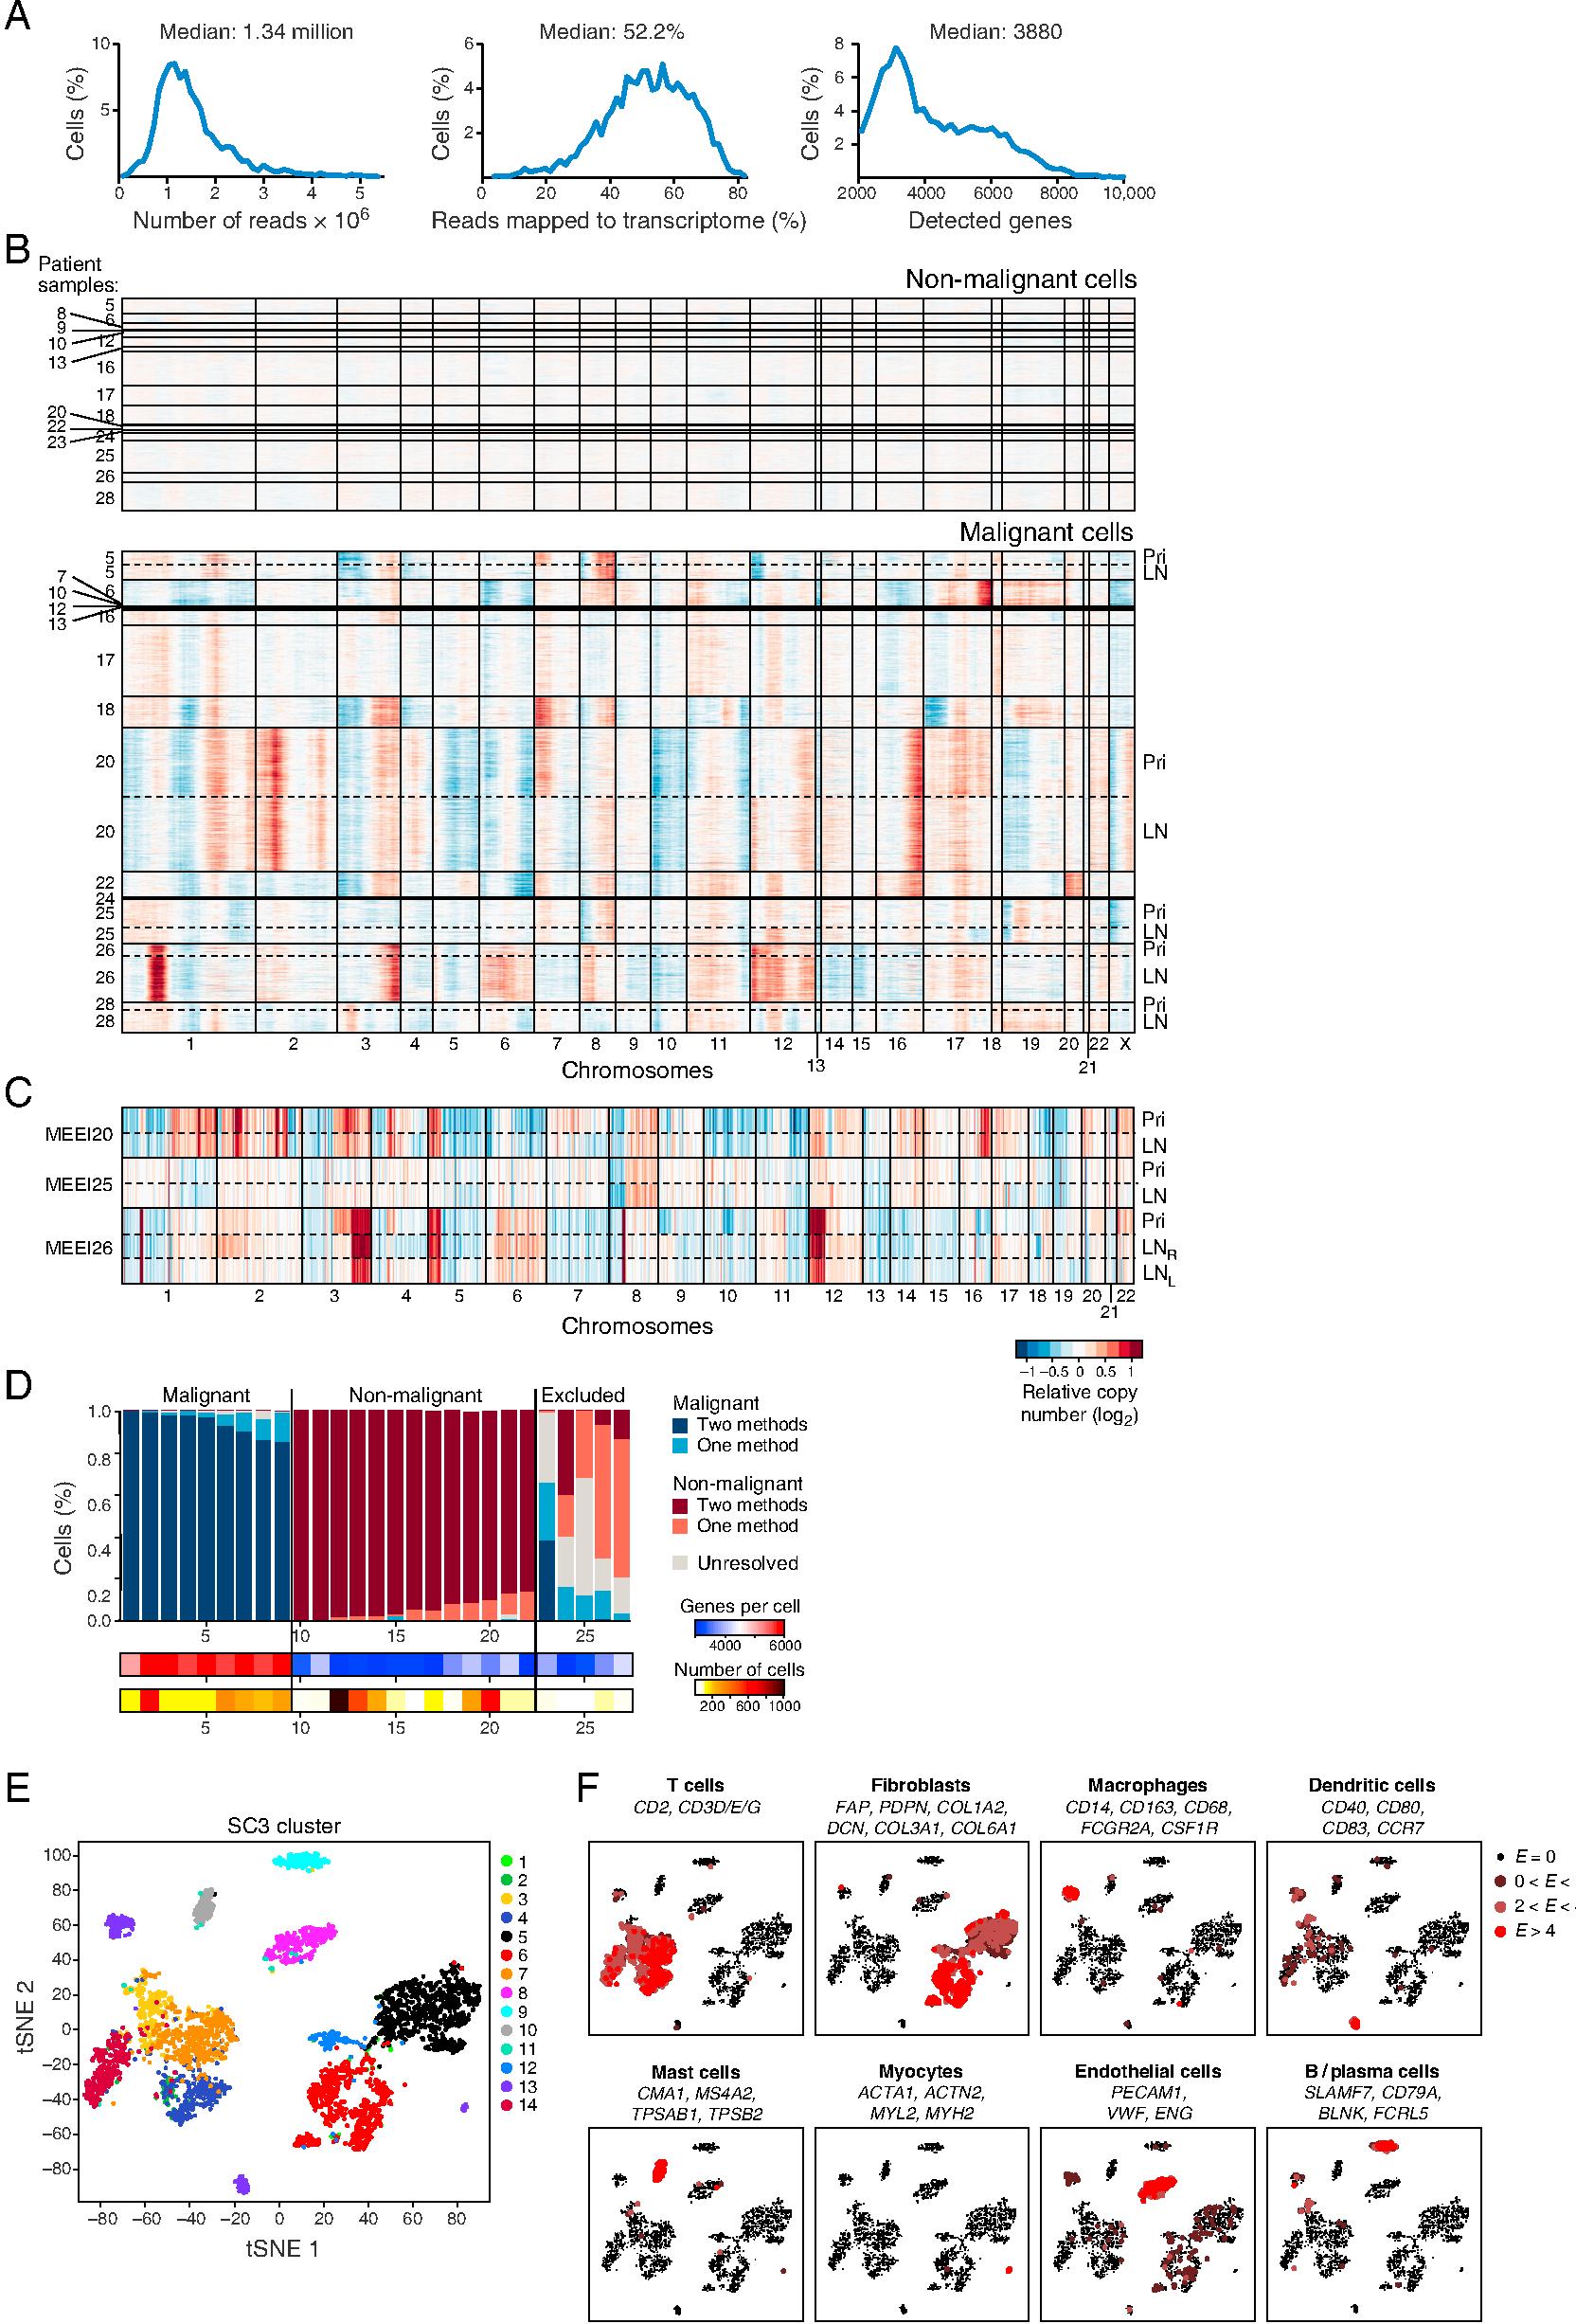 A
Median: 1.34 million
Median: 52.2%
Median: 3880
Cells (%)
10
5
0 1 2 3 4 5
Number of reads × 10⁶
Cells (%)
6
4
2
0 20 40 60 80
Reads mapped to transcriptome (%)
Cells (%)
8
6
4
2
2000 4000 6000 8000 10,000
Detected genes
B
Patient
samples:
Non-malignant cells
5
8
6
9
10
12
13
16
17
18
20
22
24
23
25
26
28
Malignant cells
5 Pri
5 LN
7
6
10
12
16
13
17
18
20 Pri
20 LN
22
24
25 Pri
25 LN
26 Pri
26 LN
28 Pri
28 LN
1 2 3 4 5 6 7 8 9 10 11 12 13 14 15 16 17 18 19 20 21 22 X
Chromosomes
C
MEEI20 Pri
LN
MEEI25 Pri
LN
MEEI26 Pri
LN_R
LN_L
1 2 3 4 5 6 7 8 9 10 11 12 13 14 15 16 17 18 19 20 21 22
Chromosomes
−1 −0.5 0 0.5 1
Relative copy
number (log₂)
D
Malignant Non-malignant Excluded
Cells (%)
1.0
0.8
0.6
0.4
0.2
0.0
5 10 15 20 25
5 10 15 20 25
Malignant
Two methods
One method
Non-malignant
Two methods
One method
Unresolved
Genes per cell
4000 6000
Number of cells
200 600 1000
E
SC3 cluster
tSNE 2
100
80
60
40
20
0
−20
−40
−60
−80
−80 −60 −40 −20 0 20 40 60 80
tSNE 1
1
2
3
4
5
6
7
8
9
10
11
12
13
14
F
T cells
CD2, CD3D/E/G
Fibroblasts
FAP, PDPN, COL1A2,
DCN, COL3A1, COL6A1
Macrophages
CD14, CD163, CD68,
FCGR2A, CSF1R
Dendritic cells
CD40, CD80,
CD83, CCR7
E = 0
0 < E <
2 < E <
E > 4
Mast cells
CMA1, MS4A2,
TPSAB1, TPSB2
Myocytes
ACTA1, ACTN2,
MYL2, MYH2
Endothelial cells
PECAM1,
VWF, ENG
B / plasma cells
SLAMF7, CD79A,
BLNK, FCRL5